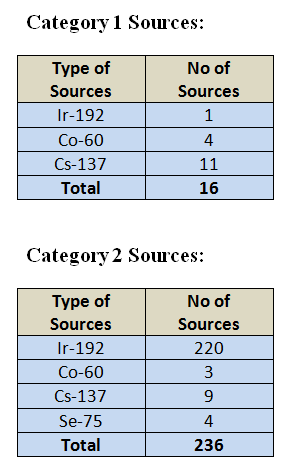 Category 1 Sources:
Type of No of
Sources Sources
Ir-192 1
Co-60 4
Cs-137 11
Total 16
Category 2 Sources:
Type of No of
Sources Sources
Ir-192 220
Co-60 3
Cs-137 9
Se-75 4
Total 236